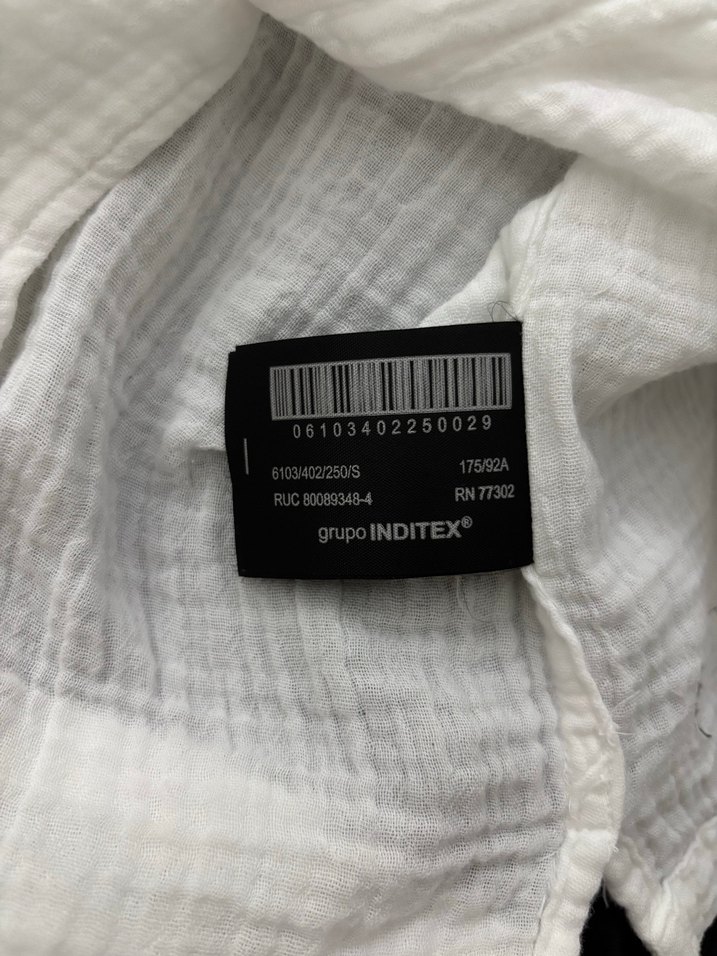 06103402250029
6103/402/250/S 175/92A
RUC 80089348-4 RN 77302
grupo INDITEX®